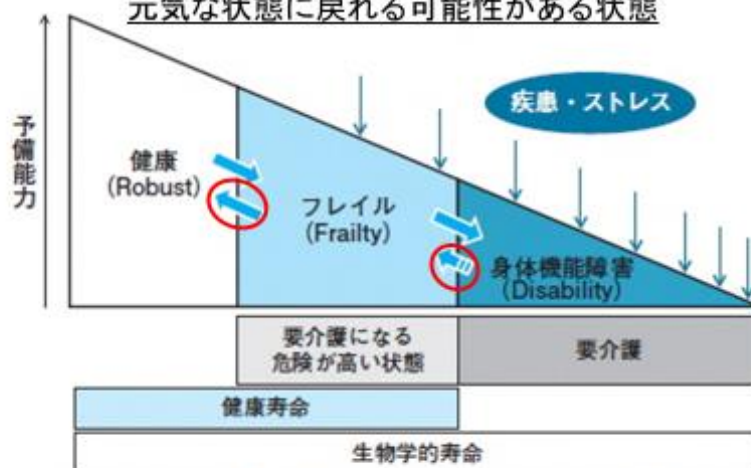 元気な状態に戻れる可能性がある状態
疾患・ストレス
予備能力
健康
(Robust)
フレイル
(Frailty)
身体機能障害
(Disability)
要介護になる
危険が高い状態
要介護
健康寿命
生物学的寿命